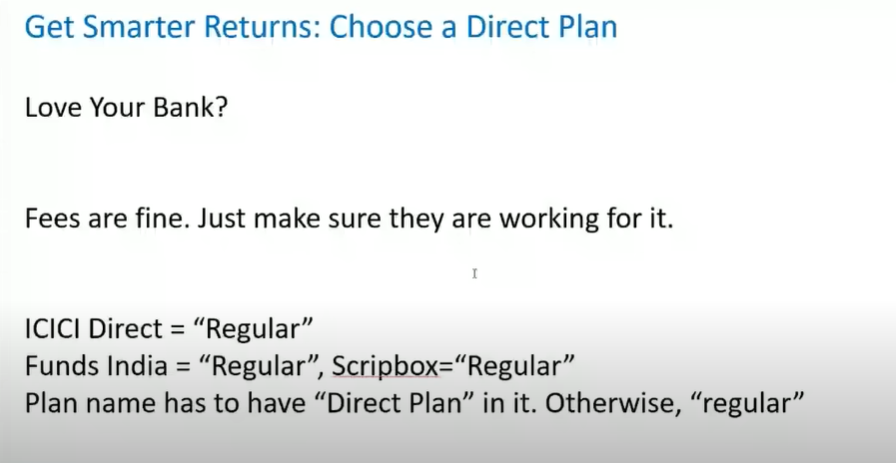 Get Smarter Returns: Choose a Direct Plan
Love Your Bank?
Fees are fine. Just make sure they are working for it.
ICICI Direct = “Regular”
Funds India = “Regular”, Scripbox=“Regular”
Plan name has to have “Direct Plan” in it. Otherwise, “regular”